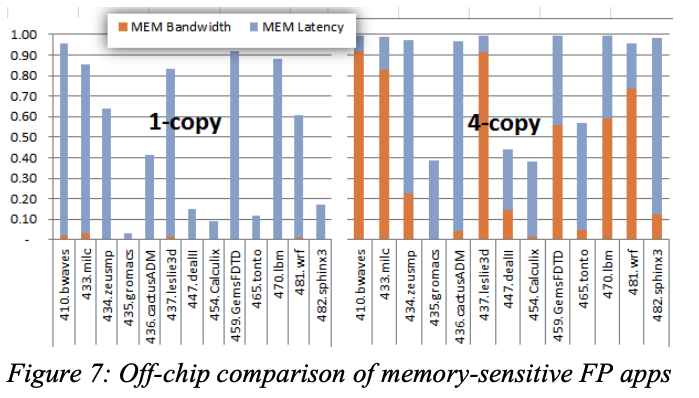 MEM Bandwidth MEM Latency
1.00
0.90
0.80
0.70
0.60
0.50
0.40
0.30
0.20
0.10
-
1-copy
4-copy
410.bwaves
433.milc
434.zeusmp
435.gromacs
436.cactusADM
437.leslie3d
447.dealII
454.Calculix
459.GemsFDTD
465.tonto
470.lbm
481.wrf
482.sphinx3
410.bwaves
433.milc
434.zeusmp
435.gromacs
436.cactusADM
437.leslie3d
447.dealII
454.Calculix
459.GemsFDTD
465.tonto
470.lbm
481.wrf
482.sphinx3
Figure 7: Off-chip comparison of memory-sensitive FP apps